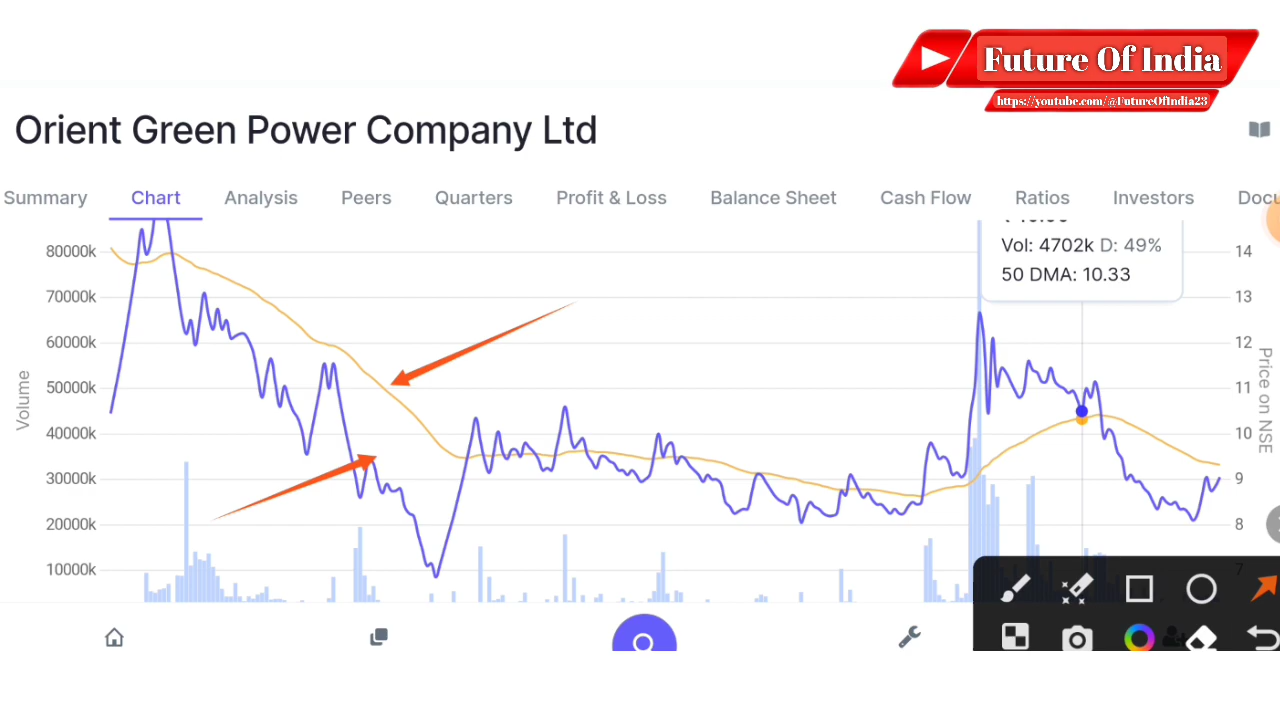 Future Of India
https://youtube.com/@FutureOfIndia23
Orient Green Power Company Ltd
Summary Chart Analysis Peers Quarters Profit & Loss Balance Sheet Cash Flow Ratios Investors Docu
Vol: 4702k D: 49%
50 DMA: 10.33
80000k 14
70000k 13
60000k 12
50000k 11
40000k 10
30000k 9
20000k 8
10000k 7
Volume
Price on NSE